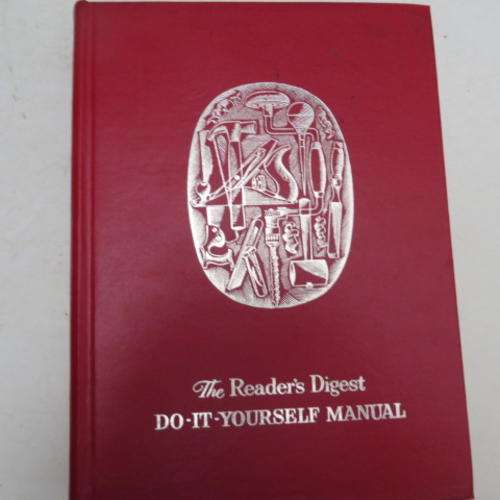 The Reader's Digest
DO-IT-YOURSELF MANUAL